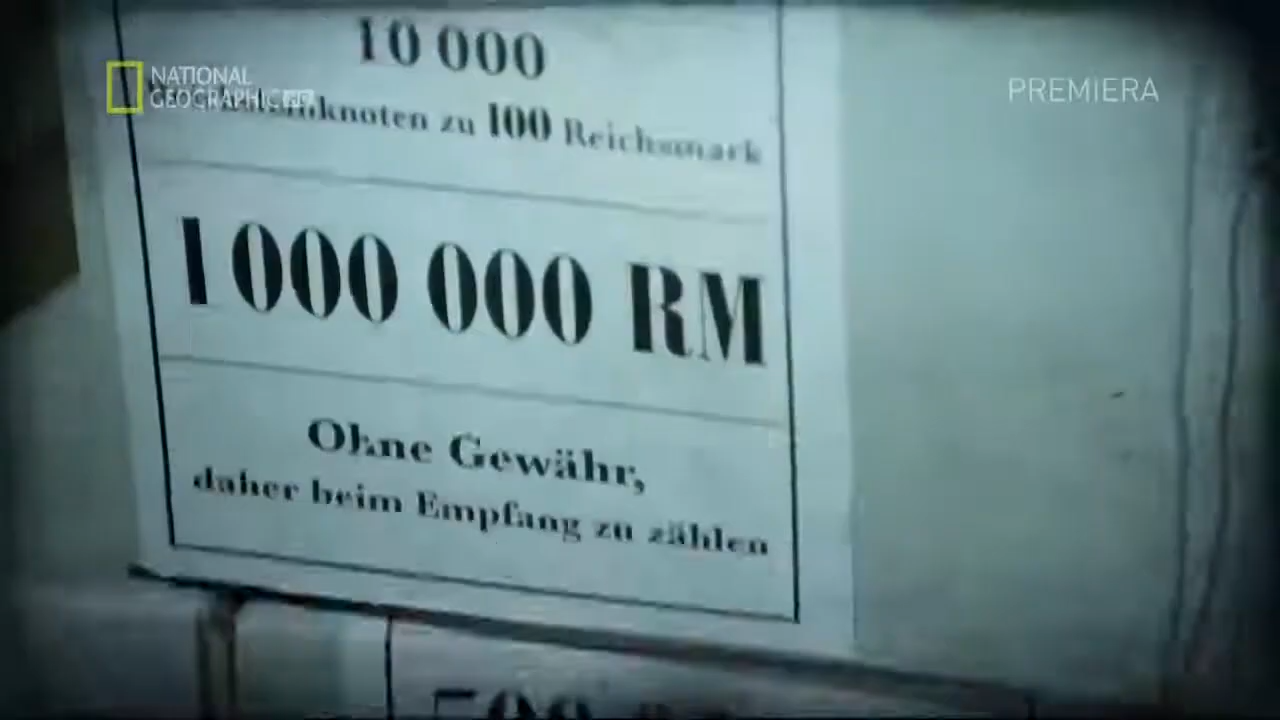 10 000
NATIONAL
GEOGRAPHIC
PREMIERA
zu 100 Reichsmark
1 000 000 RM
Ohne Gewähr,
daher beim Empfang zu zählen